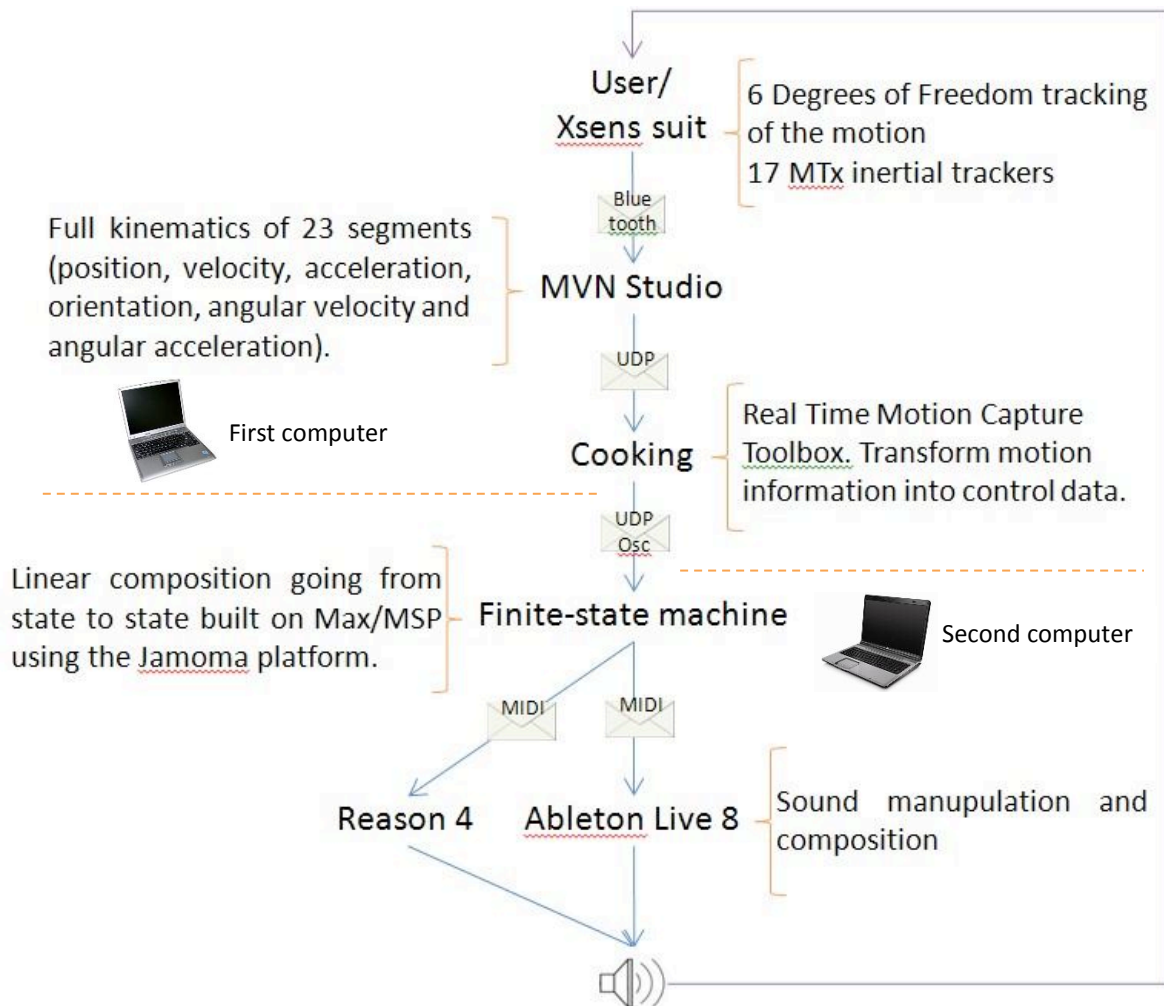 User/
Xsens suit
6 Degrees of Freedom tracking
of the motion
17 MTx inertial trackers
Blue
tooth
Full kinematics of 23 segments
(position, velocity, acceleration,
orientation, angular velocity and
angular acceleration).
MVN Studio
UDP
First computer
Cooking
Real Time Motion Capture
Toolbox. Transform motion
information into control data.
UDP
Osc
Linear composition going from
state to state built on Max/MSP
using the Jamoma platform.
Finite-state machine
Second computer
MIDI
MIDI
Reason 4
Ableton Live 8
Sound manupulation and
composition